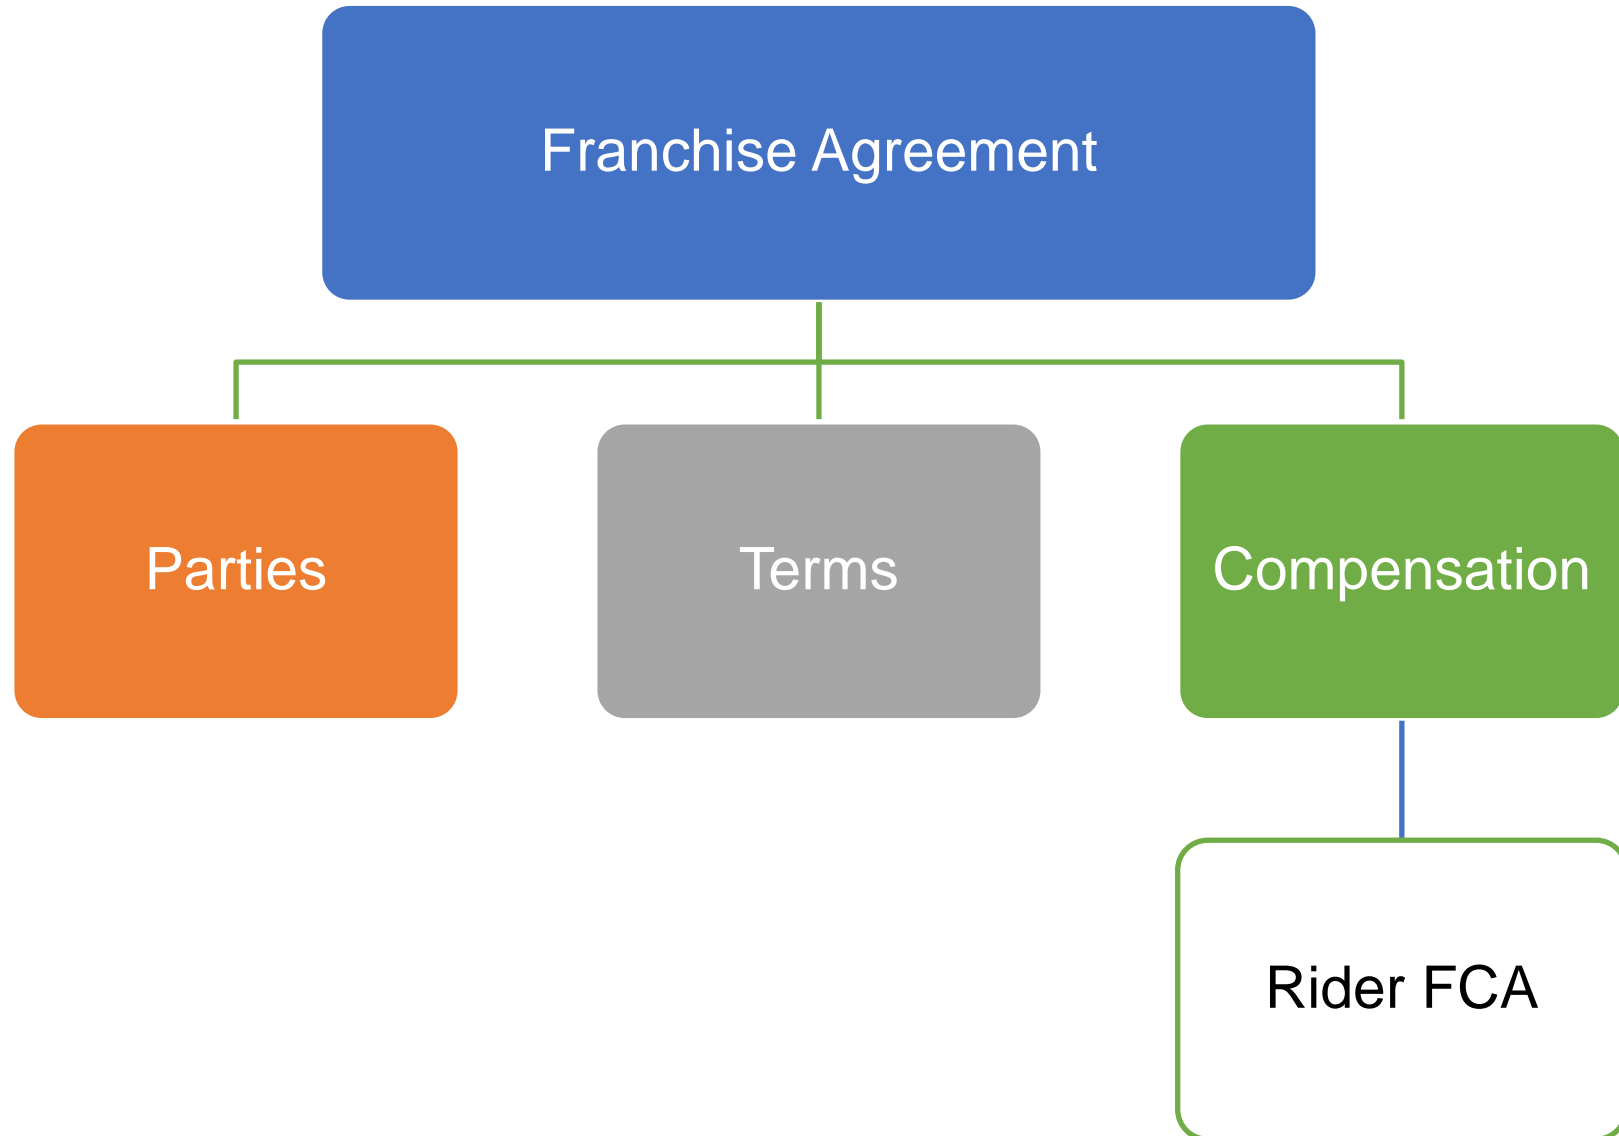 Franchise Agreement
Parties
Terms
Compensation
Rider FCA